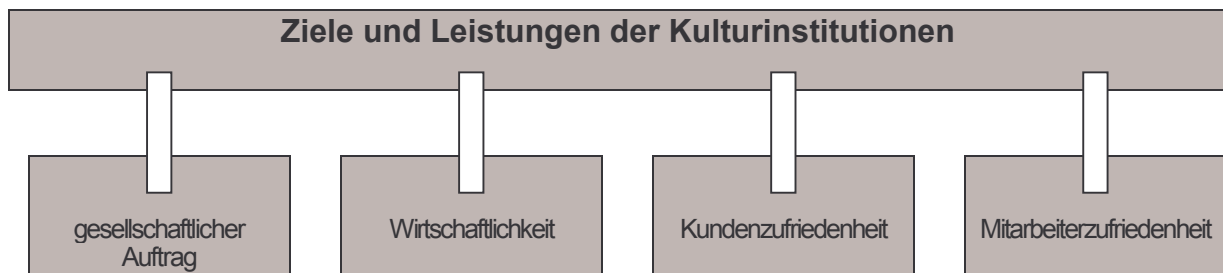 Ziele und Leistungen der Kulturinstitutionen
gesellschaftlicher
Auftrag
Wirtschaftlichkeit
Kundenzufriedenheit
Mitarbeiterzufriedenheit